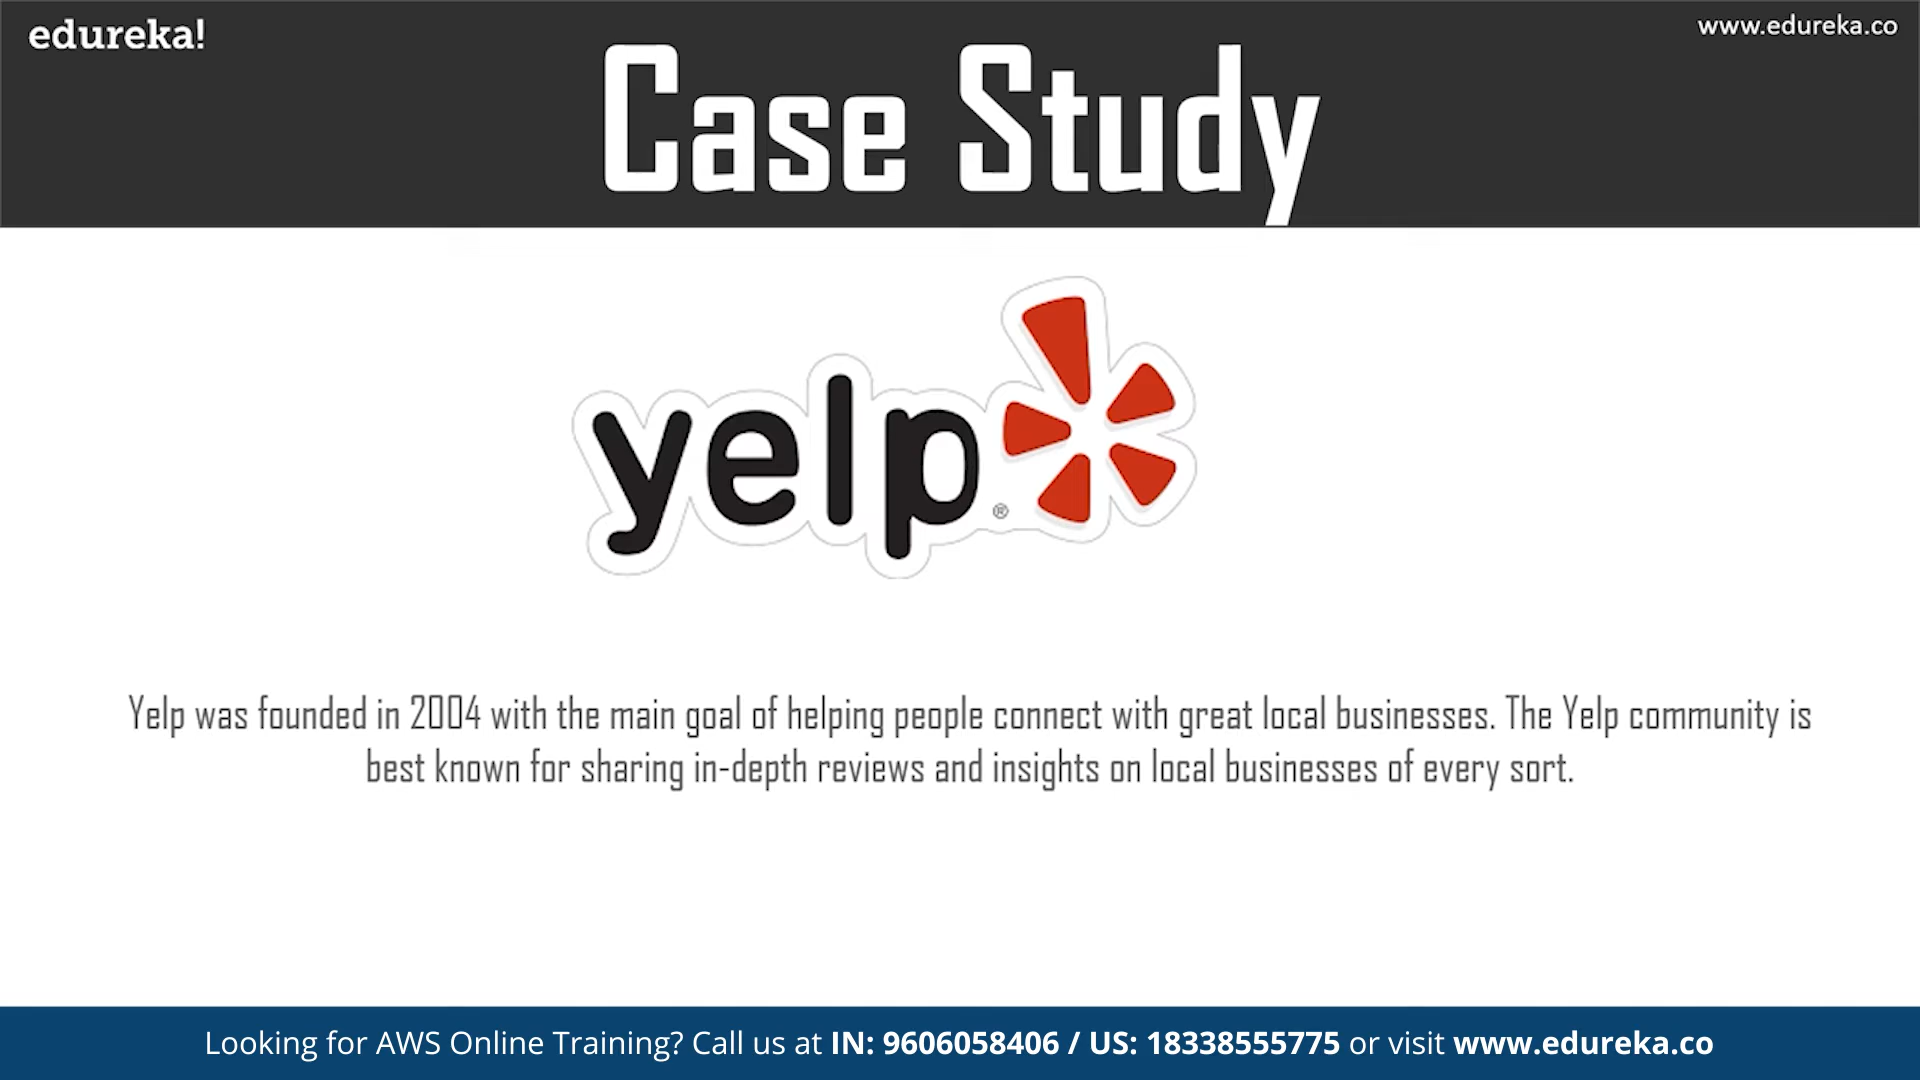 edureka!
www.edureka.co
Case Study
yelp®
Yelp was founded in 2004 with the main goal of helping people connect with great local businesses. The Yelp community is
best known for sharing in-depth reviews and insights on local businesses of every sort.
Looking for AWS Online Training? Call us at IN: 9606058406 / US: 18338555775 or visit www.edureka.co